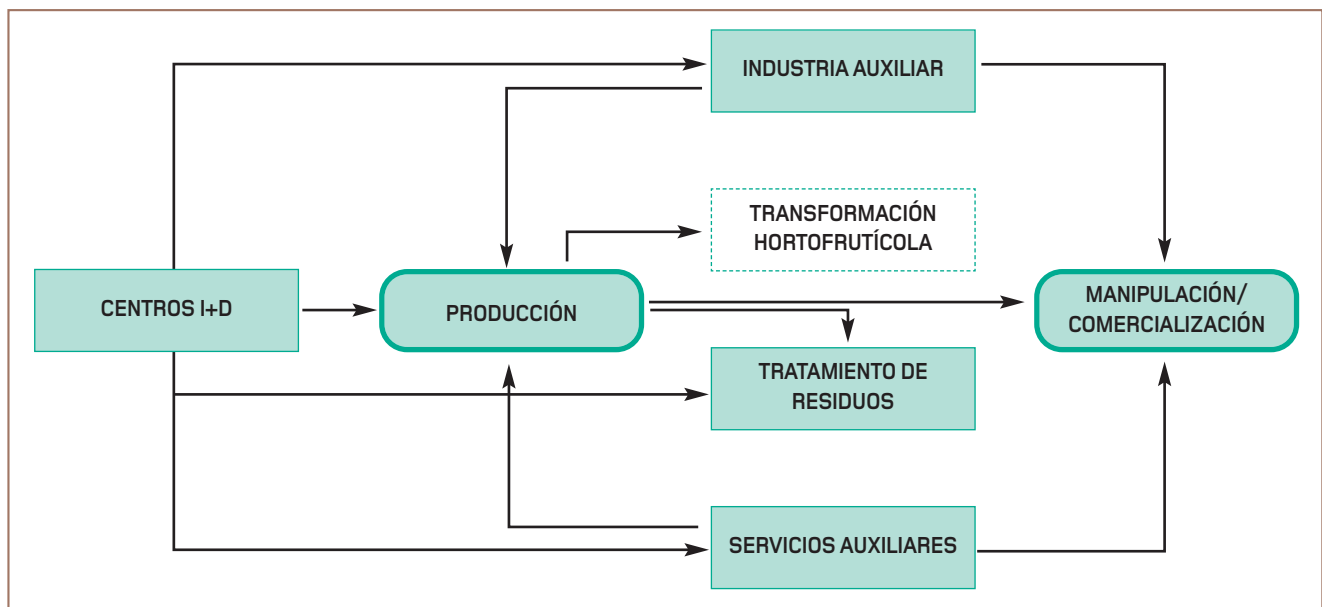 INDUSTRIA AUXILIAR
TRANSFORMACIÓN
HORTOFRUTÍCOLA
CENTROS I+D
PRODUCCIÓN
MANIPULACIÓN/
COMERCIALIZACIÓN
TRATAMIENTO DE
RESIDUOS
SERVICIOS AUXILIARES